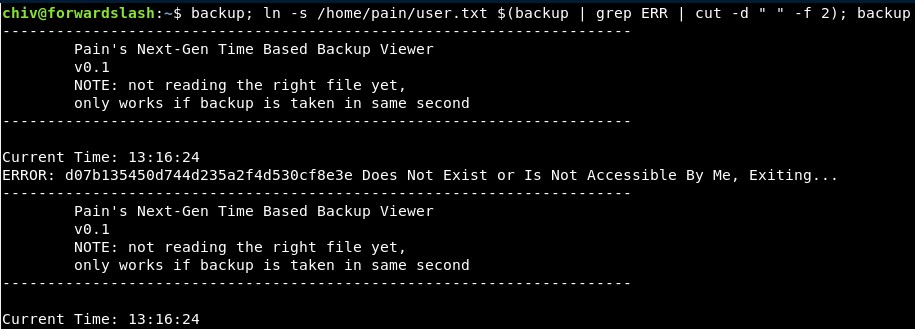 chiv@forwardslash:~$ backup; ln -s /home/pain/user.txt $(backup | grep ERR | cut -d " " -f 2); backup
----------------------------------------------------------------------
        Pain's Next-Gen Time Based Backup Viewer
        v0.1
        NOTE: not reading the right file yet,
        only works if backup is taken in same second
----------------------------------------------------------------------

Current Time: 13:16:24
ERROR: d07b135450d744d235a2f4d530cf8e3e Does Not Exist or Is Not Accessible By Me, Exiting...
----------------------------------------------------------------------
        Pain's Next-Gen Time Based Backup Viewer
        v0.1
        NOTE: not reading the right file yet,
        only works if backup is taken in same second
----------------------------------------------------------------------

Current Time: 13:16:24